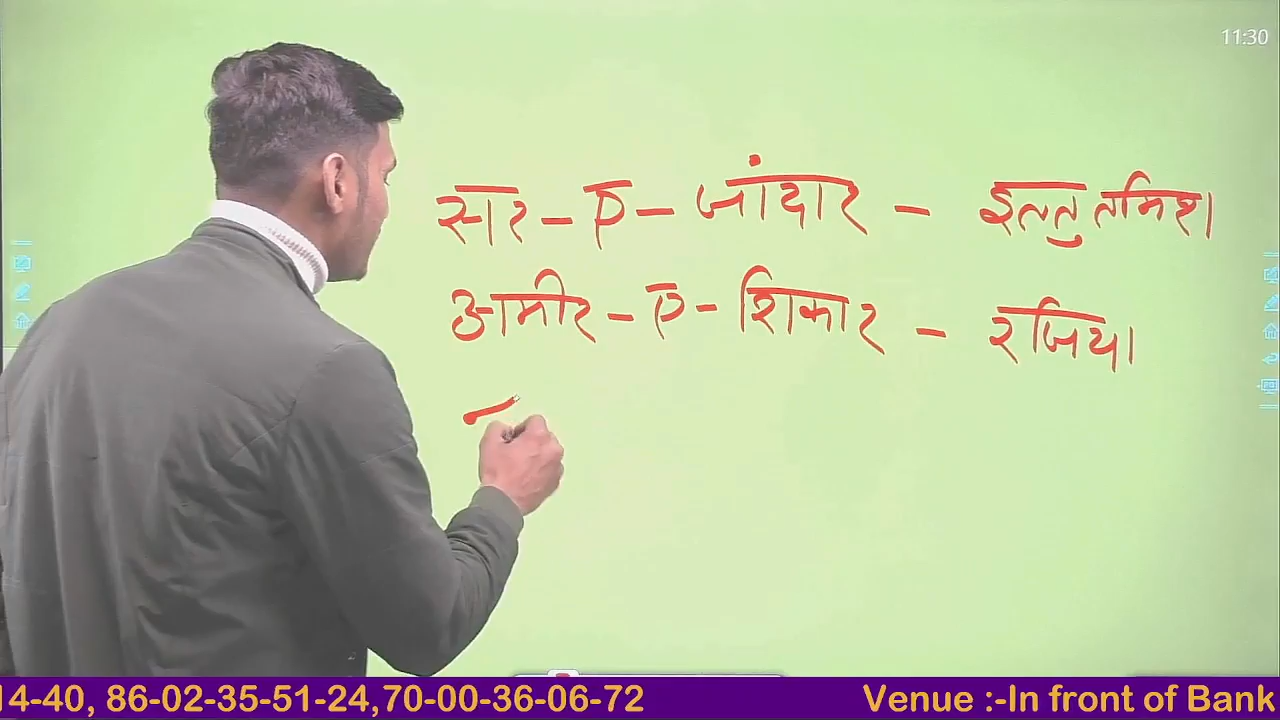 11:30
सर - ए - जांदार - इल्तुतमिश
अमीर - ए - शिकार - रजिया
14-40, 86-02-35-51-24,70-00-36-06-72 Venue :-In front of Bank